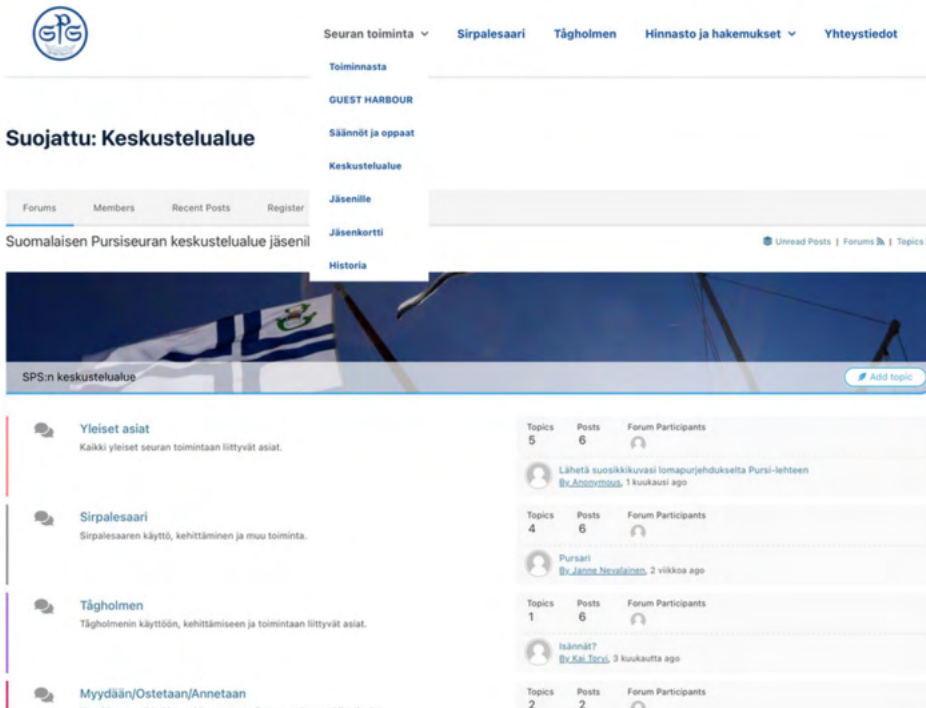 SPS
Seuran toiminta
Sirpalesaari
Tågholmen
Hinnasto ja hakemukset
Yhteystiedot
Toiminnasta
GUEST HARBOUR
Säännöt ja oppaat
Keskustelualue
Jäsenille
Jäsenkortti
Historia
Suojattu: Keskustelualue
Forums
Members
Recent Posts
Register
Suomalaisen Pursiseuran keskustelualue
Unread Posts | Forums | Topics
SPS:n keskustelualue
Add topic
Yleiset asiat
Kaikki yleiset seuran toimintaan liittyvät asiat.
Topics Posts Forum Participants
5 6
Lähetä suosikkikuvasi lomapurjehdukselta Pursi-lehteen
By Anonymous, 1 kuukausi ago
Sirpalesaari
Sirpalesaaren käyttö, kehittäminen ja muu toiminta.
Topics Posts Forum Participants
4 6
Pursari
By Janne Nevalainen, 2 viikkoa ago
Tågholmen
Tågholmenin käyttöön, kehittämiseen ja toimintaan liittyvät asiat.
Topics Posts Forum Participants
1 6
Isännät?
By Kai Torvi, 3 kuukautta ago
Myydään/Ostetaan/Annetaan
Topics Posts Forum Participants
2 2